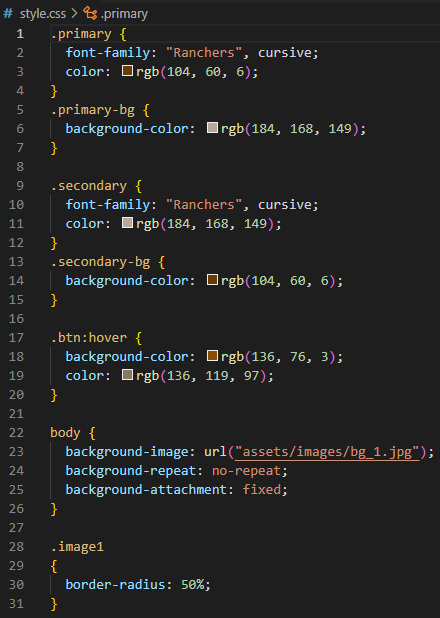 # style.css > .primary
1 .primary {
2   font-family: "Ranchers", cursive;
3   color: rgb(104, 60, 6);
4 }
5 .primary-bg {
6   background-color: rgb(184, 168, 149);
7 }
8
9 .secondary {
10   font-family: "Ranchers", cursive;
11   color: rgb(184, 168, 149);
12 }
13 .secondary-bg {
14   background-color: rgb(104, 60, 6);
15 }
16
17 .btn:hover {
18   background-color: rgb(136, 76, 3);
19   color: rgb(136, 119, 97);
20 }
21
22 body {
23   background-image: url("assets/images/bg_1.jpg");
24   background-repeat: no-repeat;
25   background-attachment: fixed;
26 }
27
28 .image1
29 {
30   border-radius: 50%;
31 }